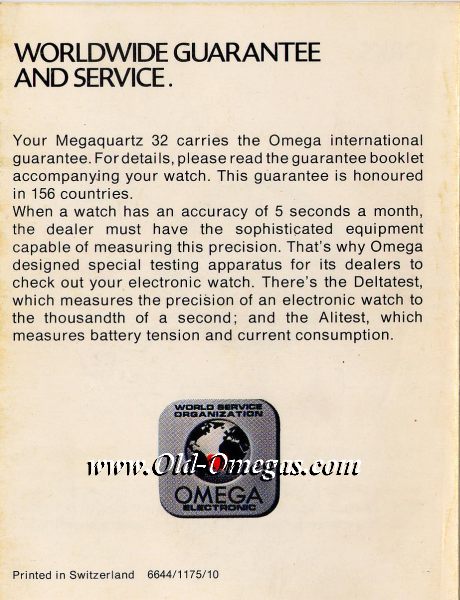 WORLDWIDE GUARANTEE
AND SERVICE.
Your Megaquartz 32 carries the Omega international
guarantee. For details, please read the guarantee booklet
accompanying your watch. This guarantee is honoured
in 156 countries.
When a watch has an accuracy of 5 seconds a month,
the dealer must have the sophisticated equipment
capable of measuring this precision. That's why Omega
designed special testing apparatus for its dealers to
check out your electronic watch. There's the Deltatest,
which measures the precision of an electronic watch to
the thousandth of a second; and the Alitest, which
measures battery tension and current consumption.
WORLD SERVICE
ORGANIZATION
www.Old-Omegas.com
OMEGA
ELECTRONIC
Printed in Switzerland 6644/1175/10